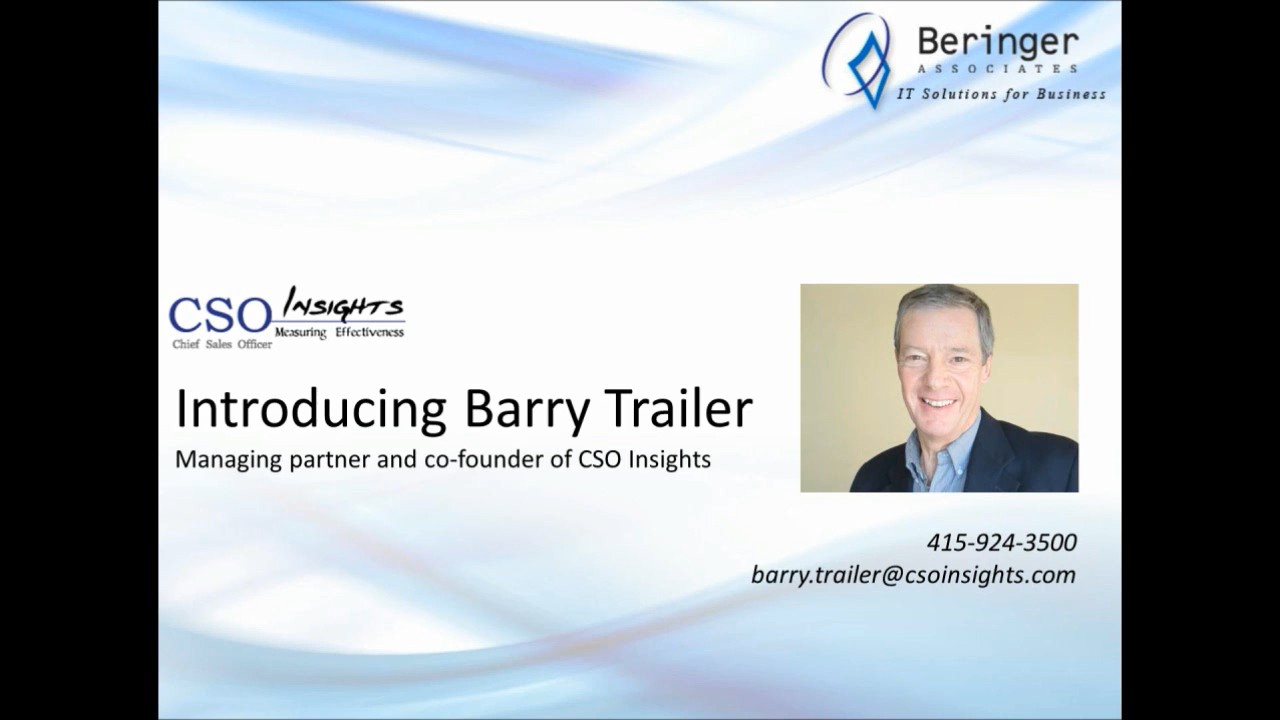 Beringer
ASSOCIATES
IT Solutions for Business
CSO INSIGHTS
Measuring Effectiveness
Chief Sales Officer
Introducing Barry Trailer
Managing partner and co-founder of CSO Insights
415-924-3500
barry.trailer@csoinsights.com